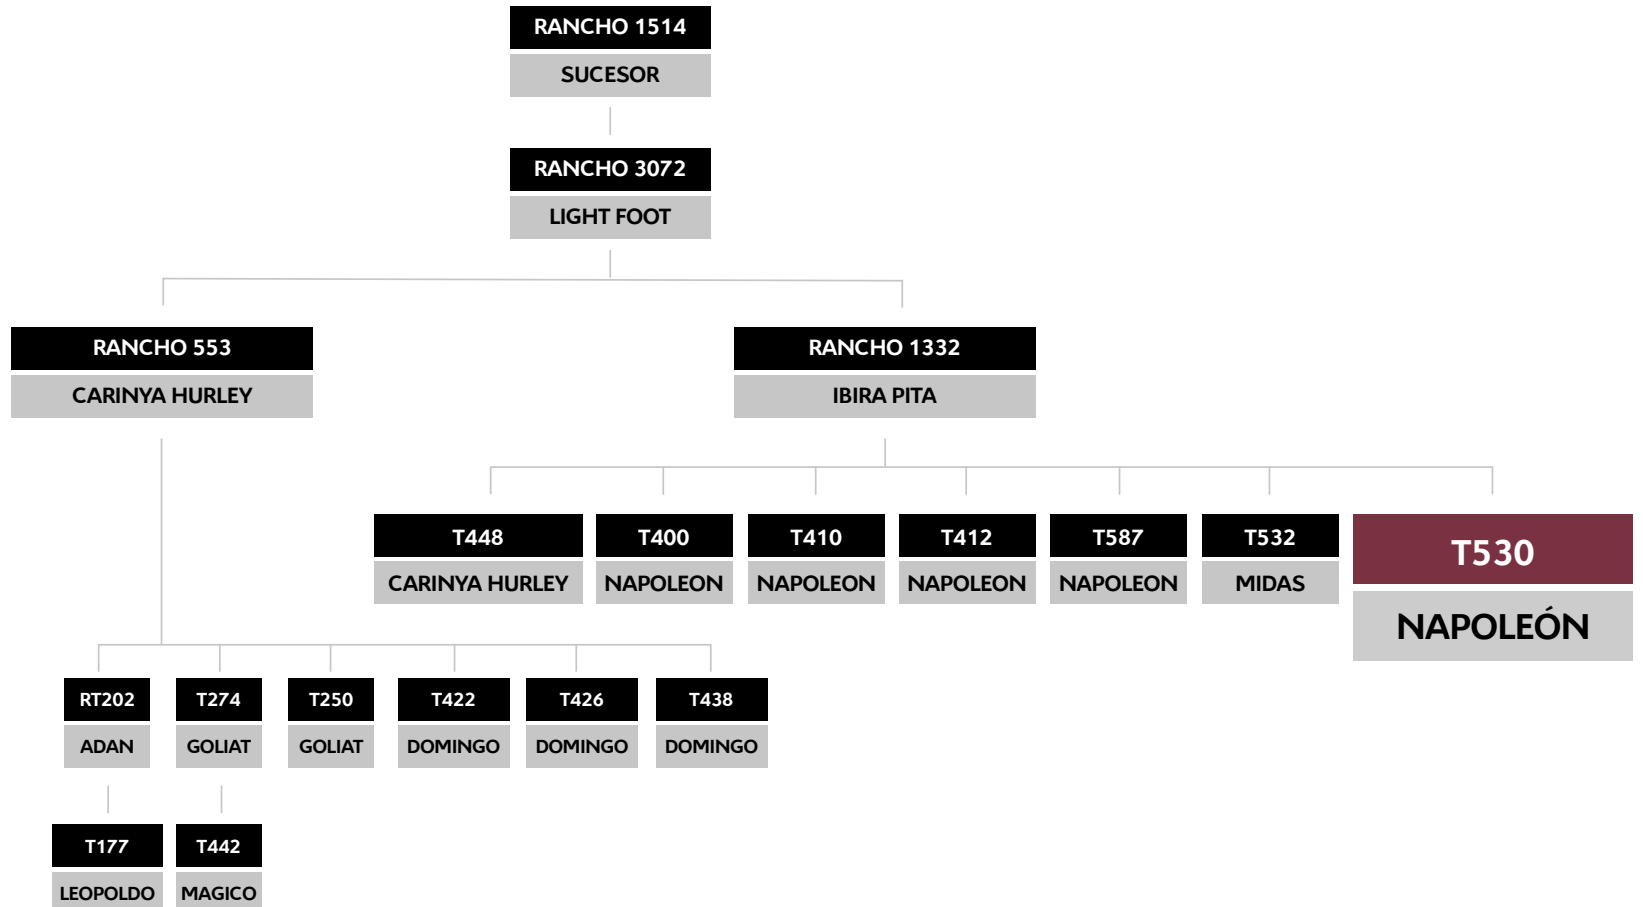 RANCHO 1514
SUCESOR
RANCHO 3072
LIGHT FOOT
RANCHO 553
CARINYA HURLEY
RANCHO 1332
IBIRA PITA
T448
CARINYA HURLEY
T400
NAPOLEON
T410
NAPOLEON
T412
NAPOLEON
T587
NAPOLEON
T532
MIDAS
T530
NAPOLEÓN
RT202
ADAN
T274
GOLIAT
T250
GOLIAT
T422
DOMINGO
T426
DOMINGO
T438
DOMINGO
T177
LEOPOLDO
T442
MAGICO